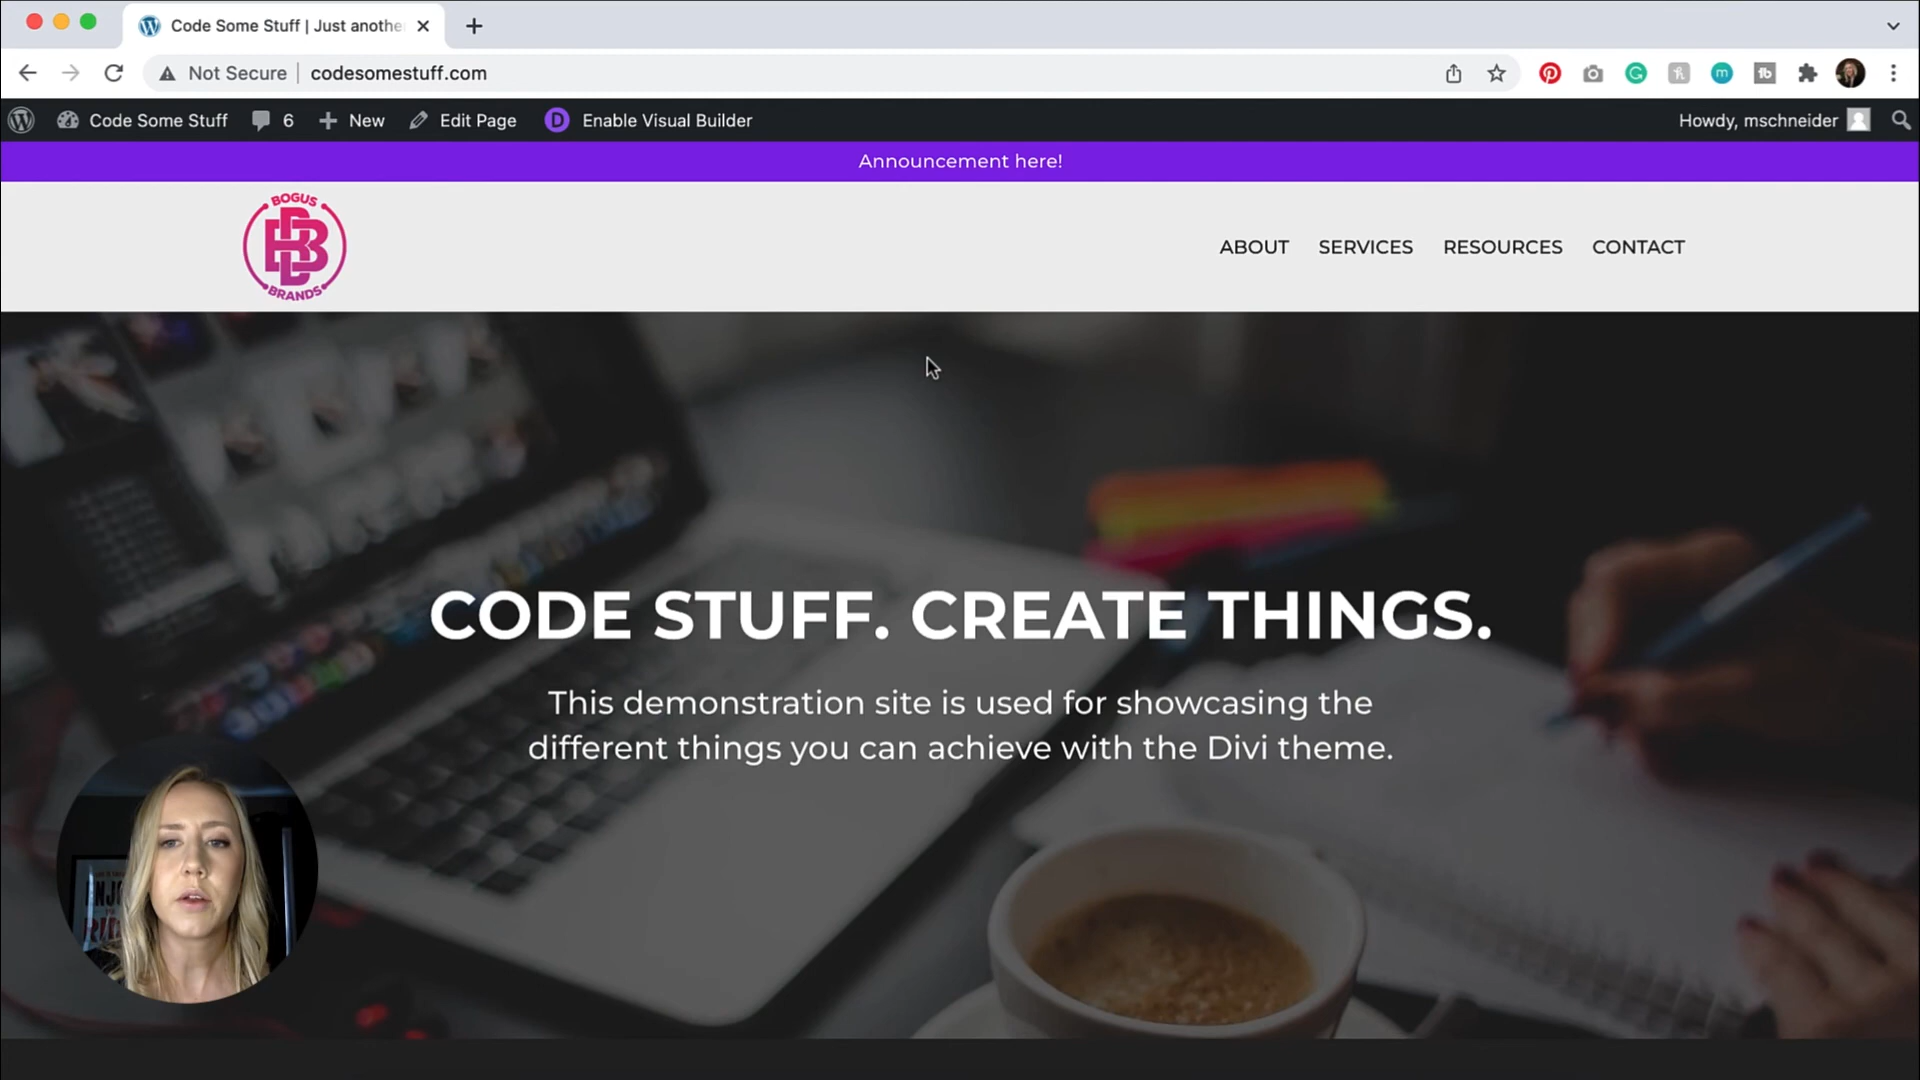 Code Some Stuff | Just anothe
Not Secure
codesomestuff.com
Code Some Stuff
6
New
Edit Page
D
Enable Visual Builder
Howdy, mschneider
Announcement here!
BOGUS
BB
BRANDS
ABOUT
SERVICES
RESOURCES
CONTACT
CODE STUFF. CREATE THINGS.
This demonstration site is used for showcasing the
different things you can achieve with the Divi theme.